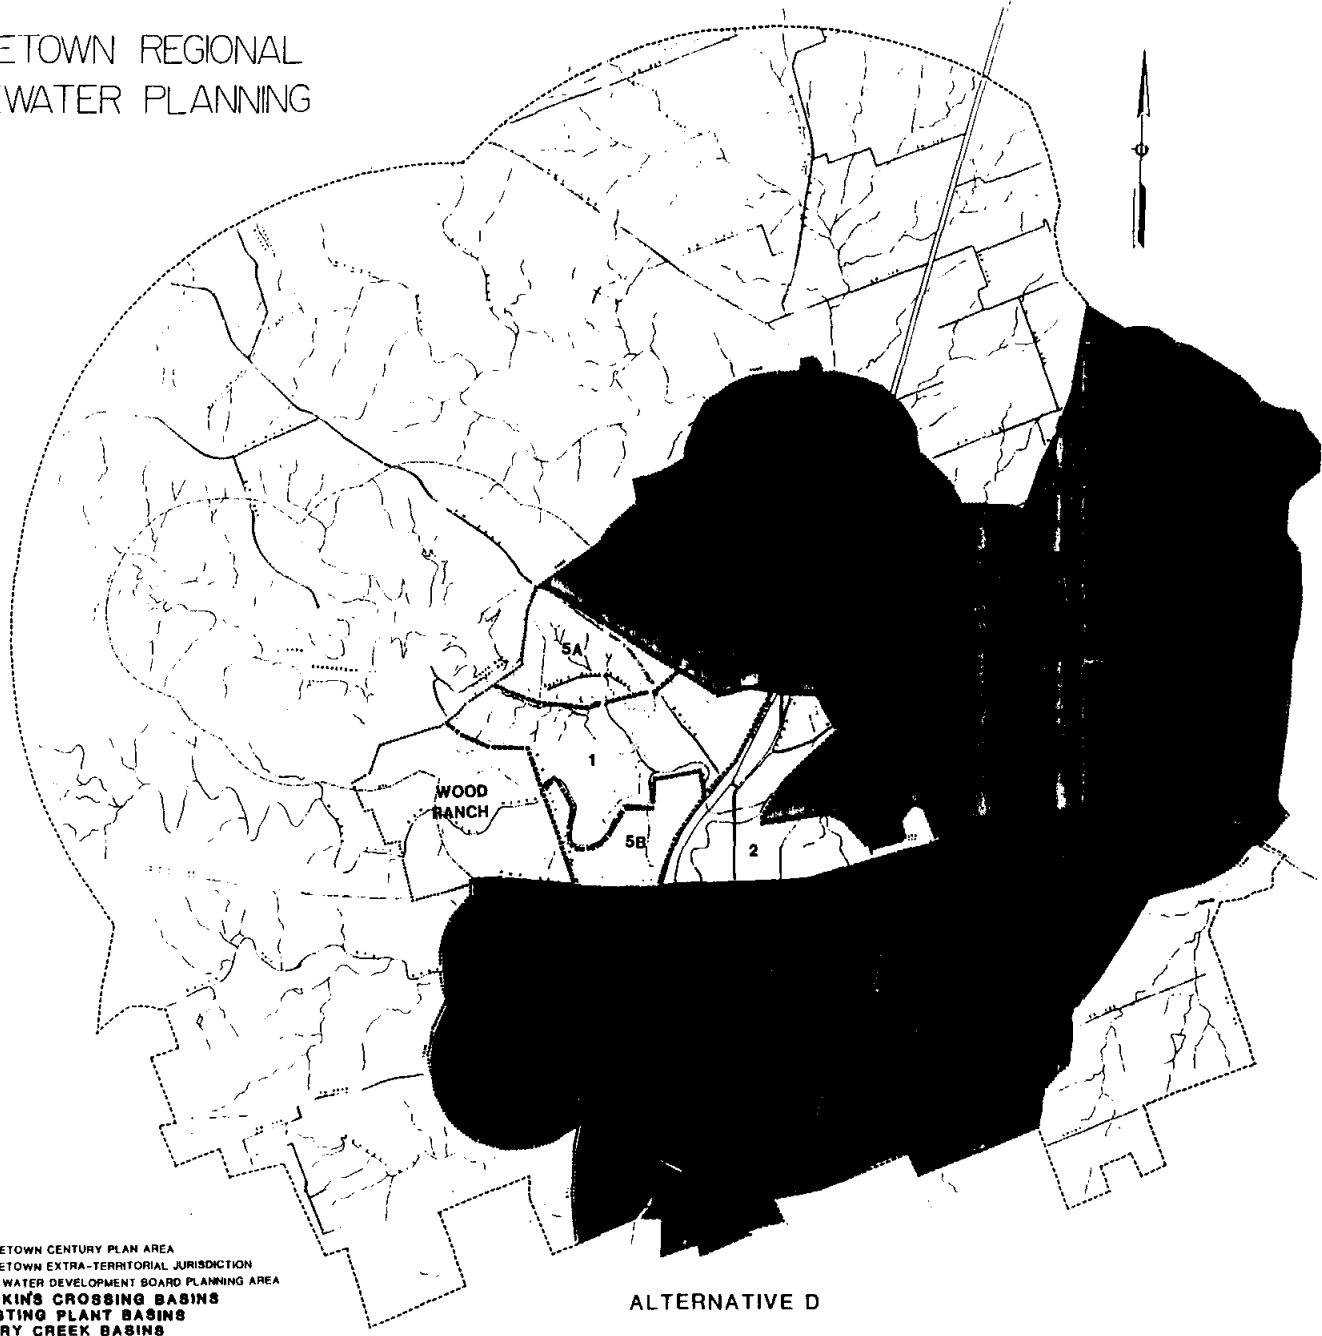 ETOWN REGIONAL
WATER PLANNING
5A
1
WOOD
RANCH
5B
2
ETOWN CENTURY PLAN AREA
ETOWN EXTRA-TERRITORIAL JURISDICTION
WATER DEVELOPMENT BOARD PLANNING AREA
KIN'S CROSSING BASINS
STING PLANT BASINS
RY CREEK BASINS
ALTERNATIVE D